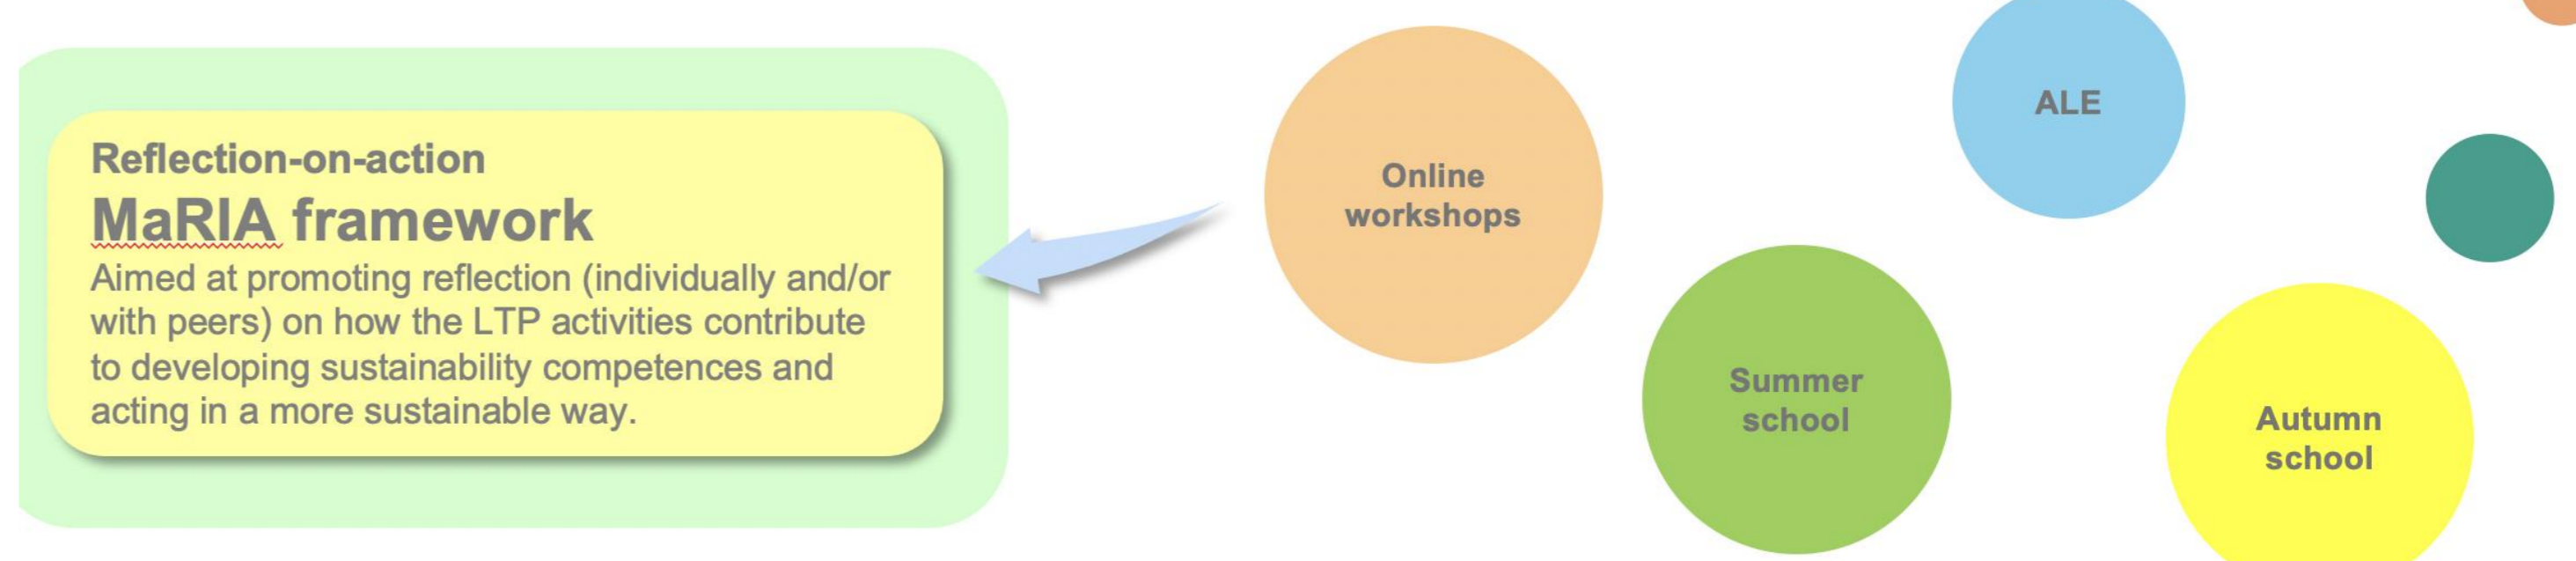 Reflection-on-action
MaRIA framework
Aimed at promoting reflection (individually and/or
with peers) on how the LTP activities contribute
to developing sustainability competences and
acting in a more sustainable way.
Online
workshops
ALE
Summer
school
Autumn
school